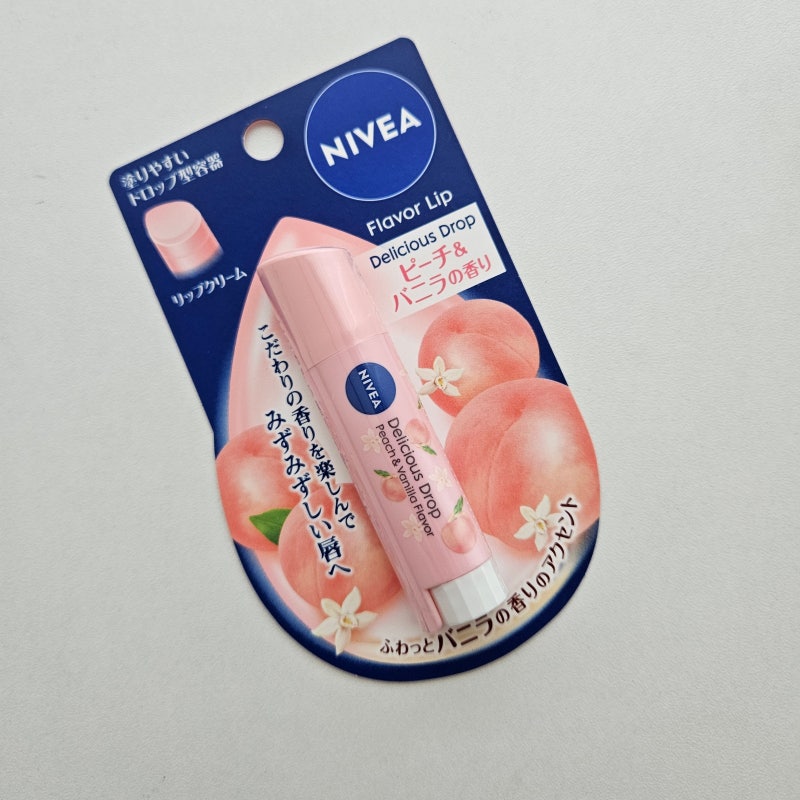 NIVEA
塗りやすい
ドロップ型容器
リップクリーム
Flavor Lip
Delicious Drop
ピーチ&
バニラの香り
こだわりの香りを楽しんで
みずみずしい唇へ
NIVEA
Delicious Drop
Peach & Vanilla Flavor
ふわっとバニラの香りのアクセント